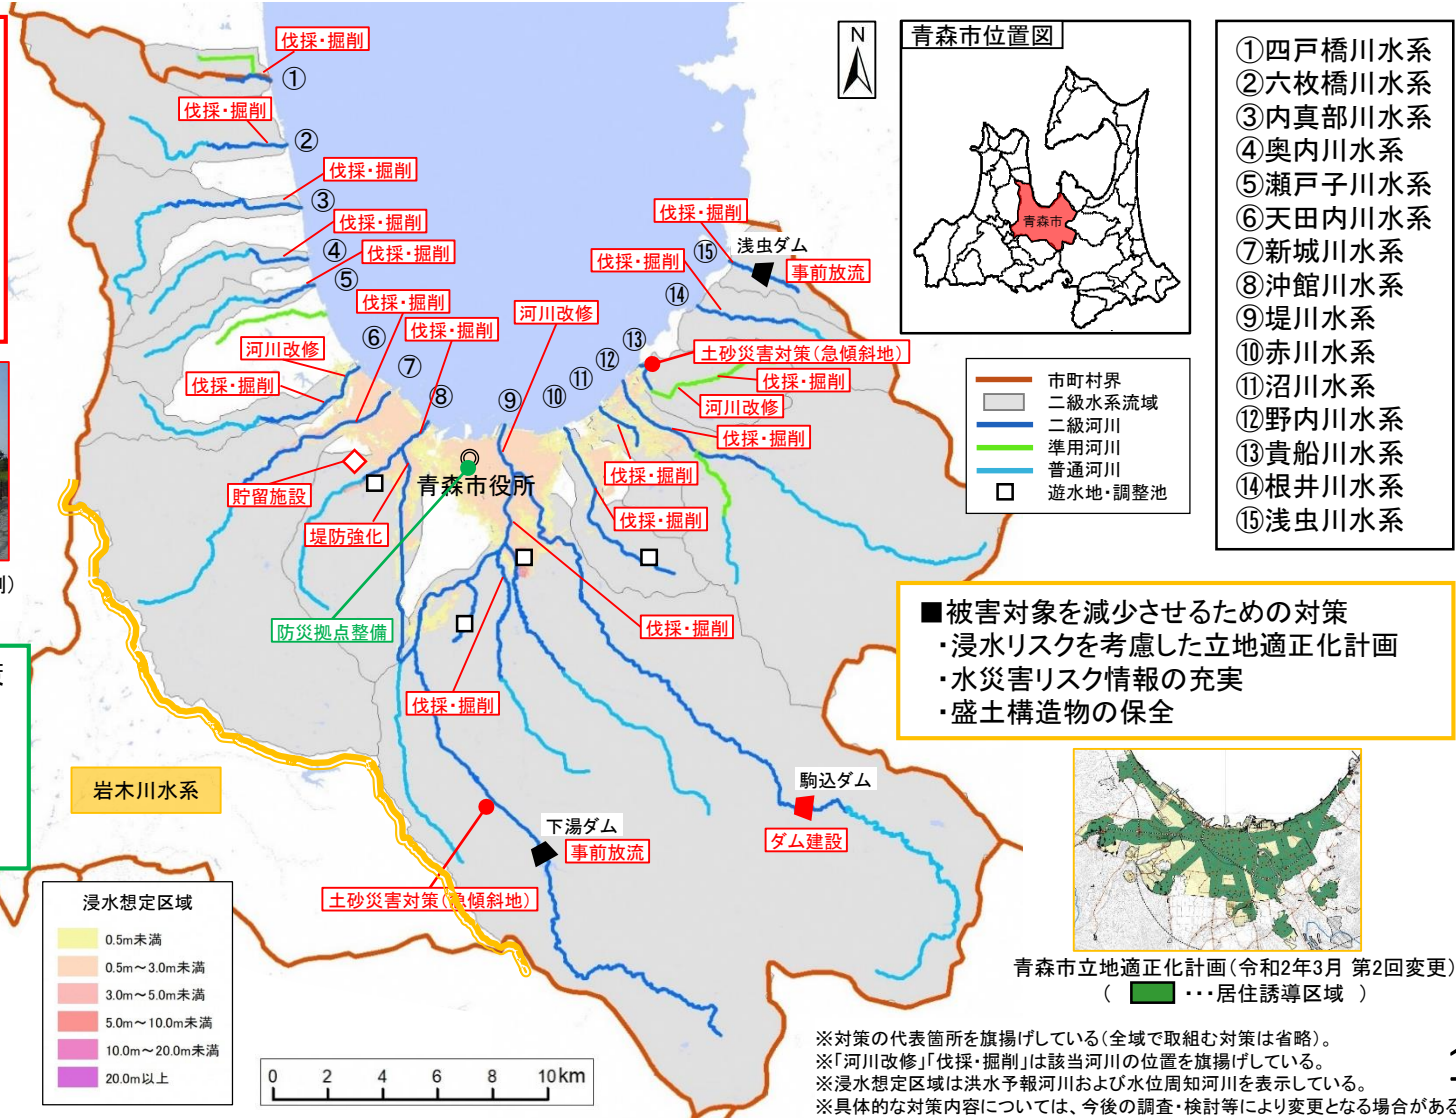 青森市位置図
青森市
N
①四戸橋川水系
②六枚橋川水系
③内真部川水系
④奥内川水系
⑤瀬戸子川水系
⑥天田内川水系
⑦新城川水系
⑧沖館川水系
⑨堤川水系
⑩赤川水系
⑪沼川水系
⑫野内川水系
⑬貴船川水系
⑭根井川水系
⑮浅虫川水系
市町村界
二級水系流域
二級河川
準用河川
普通河川
遊水地・調整池
伐採・掘削
①
伐採・掘削
②
伐採・掘削
③
伐採・掘削
④
伐採・掘削
⑤
伐採・掘削
⑥
伐採・掘削
⑦
⑧
河川改修
⑨
⑩
⑪
⑫
⑬
⑭
⑮
伐採・掘削
浅虫ダム
事前放流
伐採・掘削
土砂災害対策(急傾斜地)
伐採・掘削
河川改修
伐採・掘削
伐採・掘削
伐採・掘削
河川改修
伐採・掘削
貯留施設
青森市役所
堤防強化
防災拠点整備
伐採・掘削
伐採・掘削
駒込ダム
ダム建設
下湯ダム
事前放流
土砂災害対策(急傾斜地)
岩木川水系
浸水想定区域
0.5m未満
0.5m～3.0m未満
3.0m～5.0m未満
5.0m～10.0m未満
10.0m～20.0m未満
20.0m以上
0 2 4 6 8 10km
■被害対象を減少させるための対策
・浸水リスクを考慮した立地適正化計画
・水災害リスク情報の充実
・盛土構造物の保全
青森市立地適正化計画(令和2年3月 第2回変更)
( ・・・居住誘導区域 )
※対策の代表箇所を旗揚げしている(全域で取組む対策は省略)。
※「河川改修」「伐採・掘削」は該当河川の位置を旗揚げしている。
※浸水想定区域は洪水予報河川および水位周知河川を表示している。
※具体的な対策内容については、今後の調査・検討等により変更となる場合がある